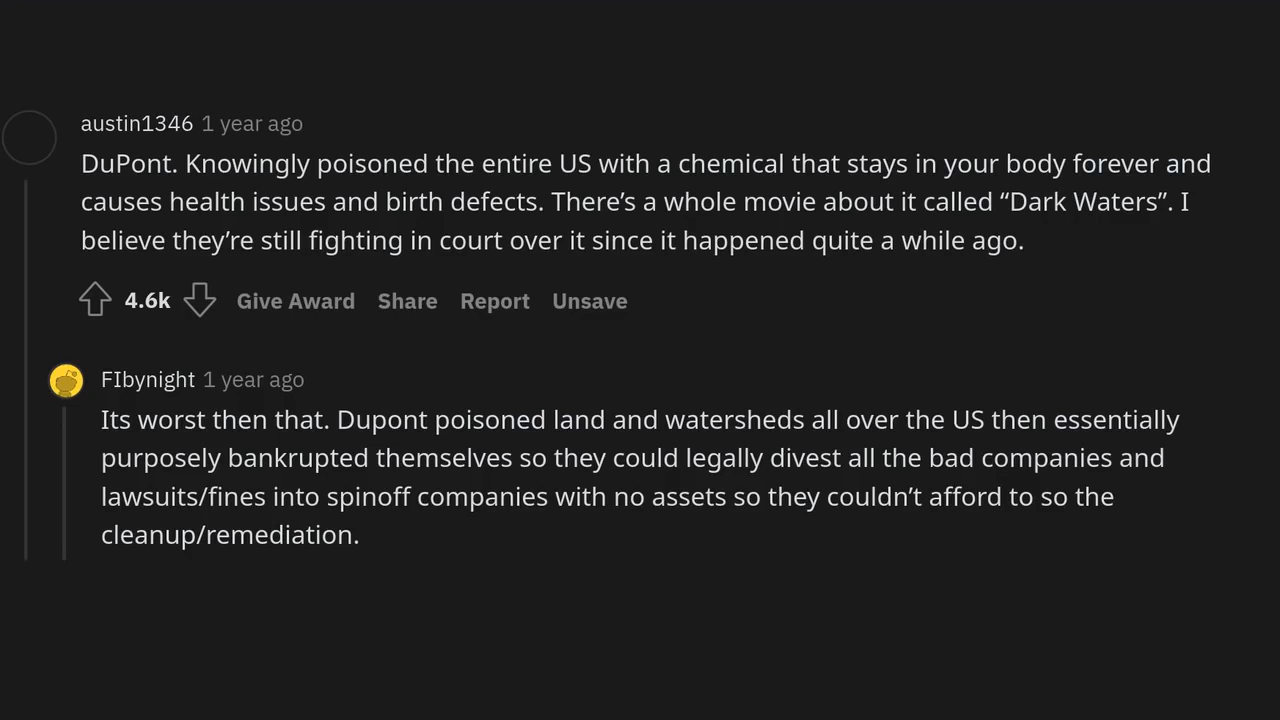 austin1346 1 year ago
DuPont. Knowingly poisoned the entire US with a chemical that stays in your body forever and
causes health issues and birth defects. There’s a whole movie about it called “Dark Waters”. I
believe they’re still fighting in court over it since it happened quite a while ago.
4.6k Give Award Share Report Unsave
FIbynight 1 year ago
Its worst then that. Dupont poisoned land and watersheds all over the US then essentially
purposely bankrupted themselves so they could legally divest all the bad companies and
lawsuits/fines into spinoff companies with no assets so they couldn’t afford to so the
cleanup/remediation.